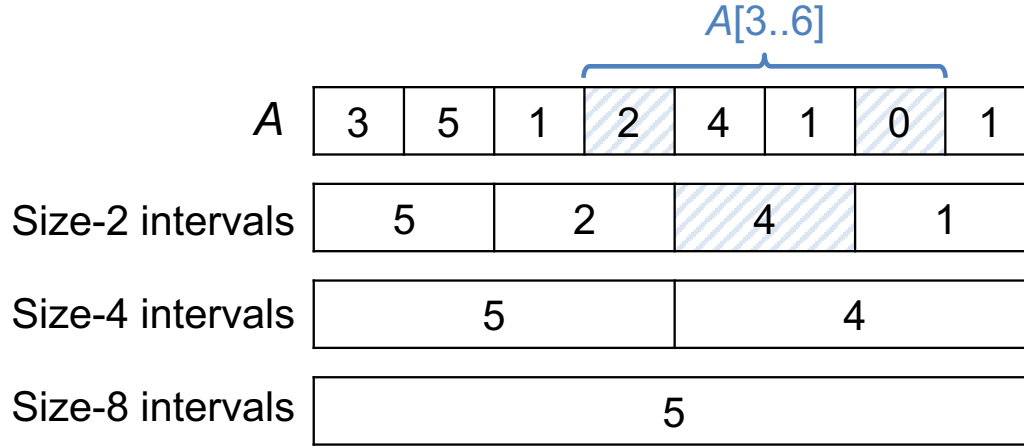 A[3..6]
A 3 5 1 2 4 1 0 1
Size-2 intervals 5 2 4 1
Size-4 intervals 5 4
Size-8 intervals 5